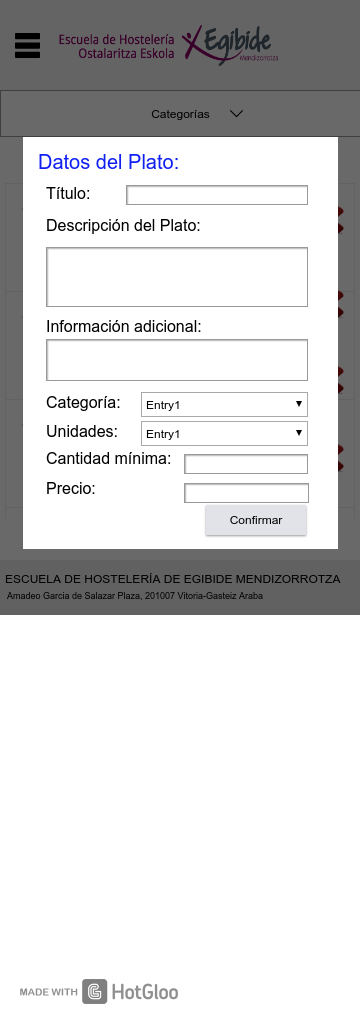 Escuela de Hostelería
Ostalaritza Eskola
Egibide
Mendizorrotza
Categorías
Datos del Plato:
Título:
Descripción del Plato:
Información adicional:
Categoría: Entry1
Unidades: Entry1
Cantidad mínima:
Precio:
Confirmar
ESCUELA DE HOSTELERÍA DE EGIBIDE MENDIZORROTZA
Amadeo Garcia de Salazar Plaza, 201007 Vitoria-Gasteiz Araba
MADE WITH HotGloo